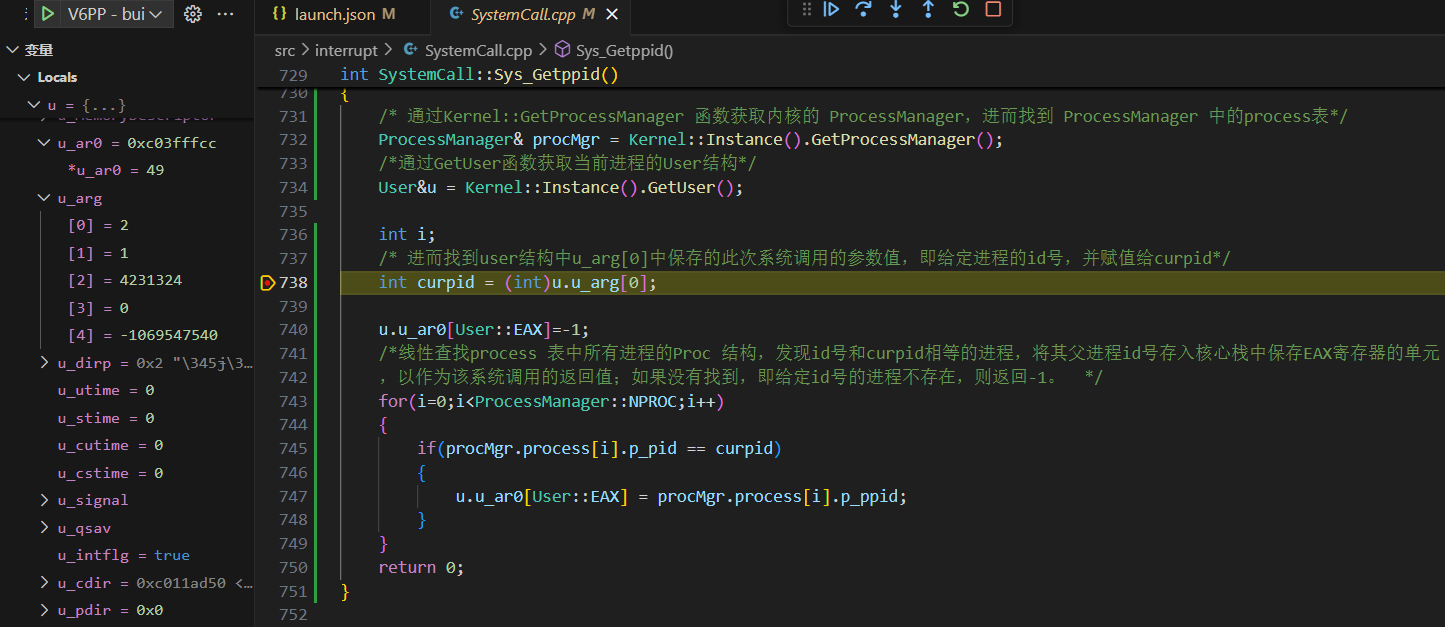 V6PP - bui
launch.json M
SystemCall.cpp M
变量
Locals
u = {...}
u_ar0 = 0xc03fffcc
*u_ar0 = 49
u_arg
[0] = 2
[1] = 1
[2] = 4231324
[3] = 0
[4] = -1069547540
u_dirp = 0x2 "\345j\3…
u_utime = 0
u_stime = 0
u_cutime = 0
u_cstime = 0
u_signal
u_qsav
u_intflg = true
u_cdir = 0xc011ad50 <…
u_pdir = 0x0
src > interrupt > SystemCall.cpp > Sys_Getppid()
729 int SystemCall::Sys_Getppid()
730 {
731 /* 通过Kernel::GetProcessManager 函数获取内核的 ProcessManager，进而找到 ProcessManager 中的process表*/
732 ProcessManager& procMgr = Kernel::Instance().GetProcessManager();
733 /*通过GetUser函数获取当前进程的User结构*/
734 User&u = Kernel::Instance().GetUser();
735
736 int i;
737 /* 进而找到user结构中u_arg[0]中保存的此次系统调用的参数值，即给定进程的id号，并赋值给curpid*/
738 int curpid = (int)u.u_arg[0];
739
740 u.u_ar0[User::EAX]=-1;
741 /*线性查找process 表中所有进程的Proc 结构，发现id号和curpid相等的进程，将其父进程id号存入核心栈中保存EAX寄存器的单元
742 ，以作为该系统调用的返回值；如果没有找到，即给定id号的进程不存在，则返回-1。 */
743 for(i=0;i<ProcessManager::NPROC;i++)
744 {
745 if(procMgr.process[i].p_pid == curpid)
746 {
747 u.u_ar0[User::EAX] = procMgr.process[i].p_ppid;
748 }
749 }
750 return 0;
751 }
752